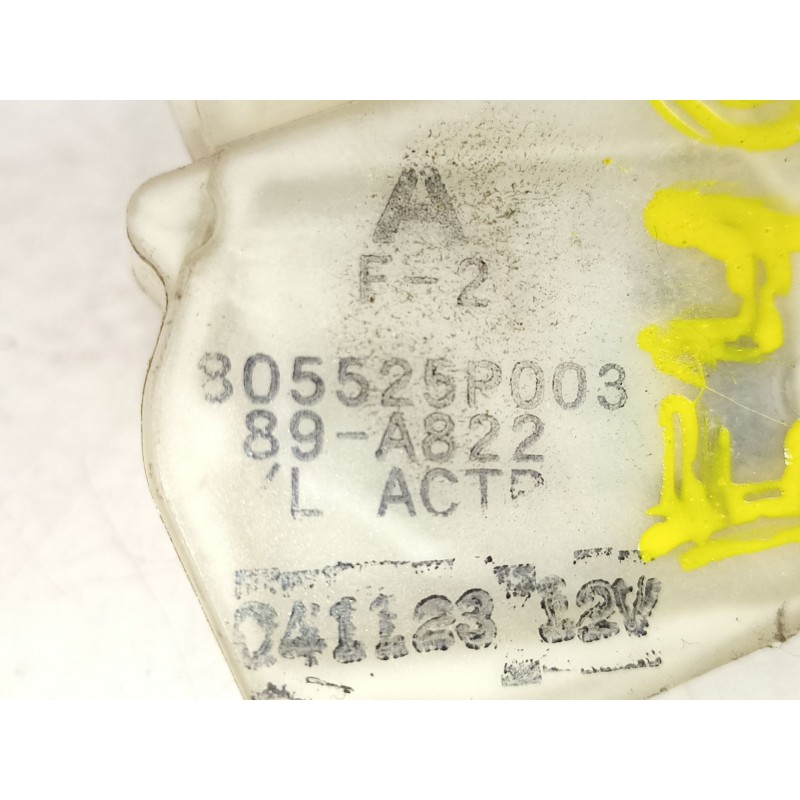 A
F-2
805525P003
89-A822
'L ACTR
041123 12V